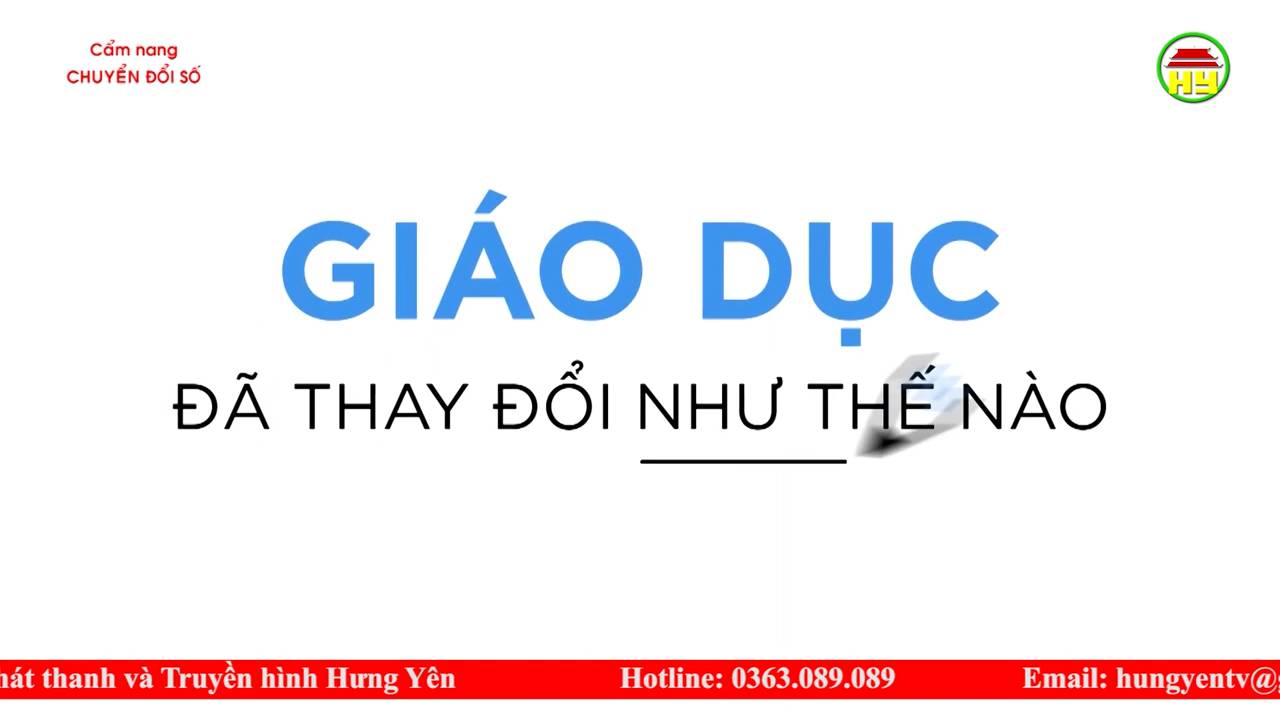 Cẩm nang
CHUYỂN ĐỔI SỐ
HY
GIÁO DỤC
ĐÃ THAY ĐỔI NHƯ THẾ NÀO
hát thanh và Truyền hình Hưng Yên Hotline: 0363.089.089 Email: hungyentv@